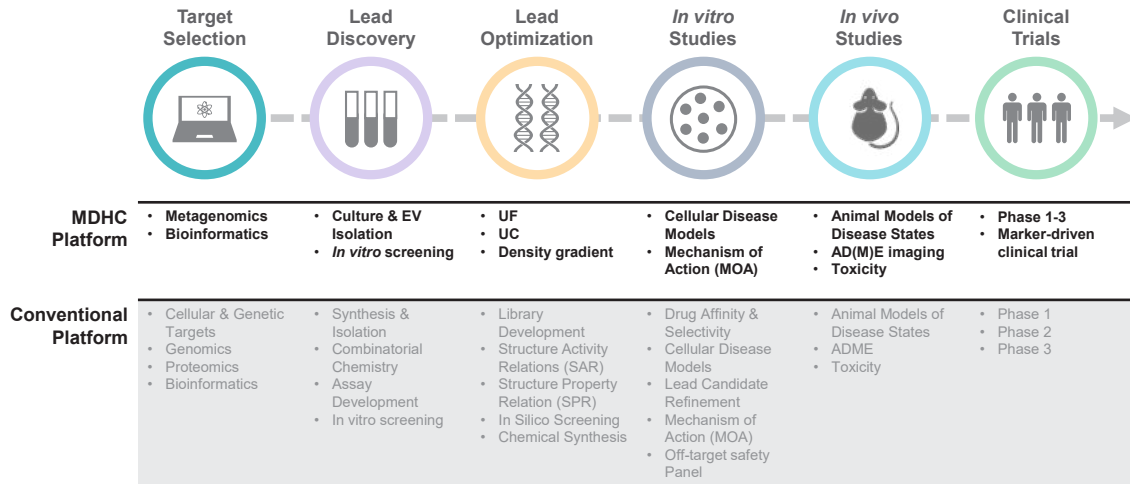 Target
Selection
Lead
Discovery
Lead
Optimization
In vitro
Studies
In vivo
Studies
Clinical
Trials
MDHC
Platform
• Metagenomics
• Bioinformatics
• Culture & EV
Isolation
• In vitro screening
• UF
• UC
• Density gradient
• Cellular Disease
Models
• Mechanism of
Action (MOA)
• Animal Models of
Disease States
• AD(M)E imaging
• Toxicity
• Phase 1-3
• Marker-driven
clinical trial
Conventional
Platform
• Cellular & Genetic
Targets
• Genomics
• Proteomics
• Bioinformatics
• Synthesis &
Isolation
• Combinatorial
Chemistry
• Assay
Development
• In vitro screening
• Library
Development
• Structure Activity
Relations (SAR)
• Structure Property
Relation (SPR)
• In Silico Screening
• Chemical Synthesis
• Drug Affinity &
Selectivity
• Cellular Disease
Models
• Lead Candidate
Refinement
• Mechanism of
Action (MOA)
• Off-target safety
Panel
• Animal Models of
Disease States
• ADME
• Toxicity
• Phase 1
• Phase 2
• Phase 3